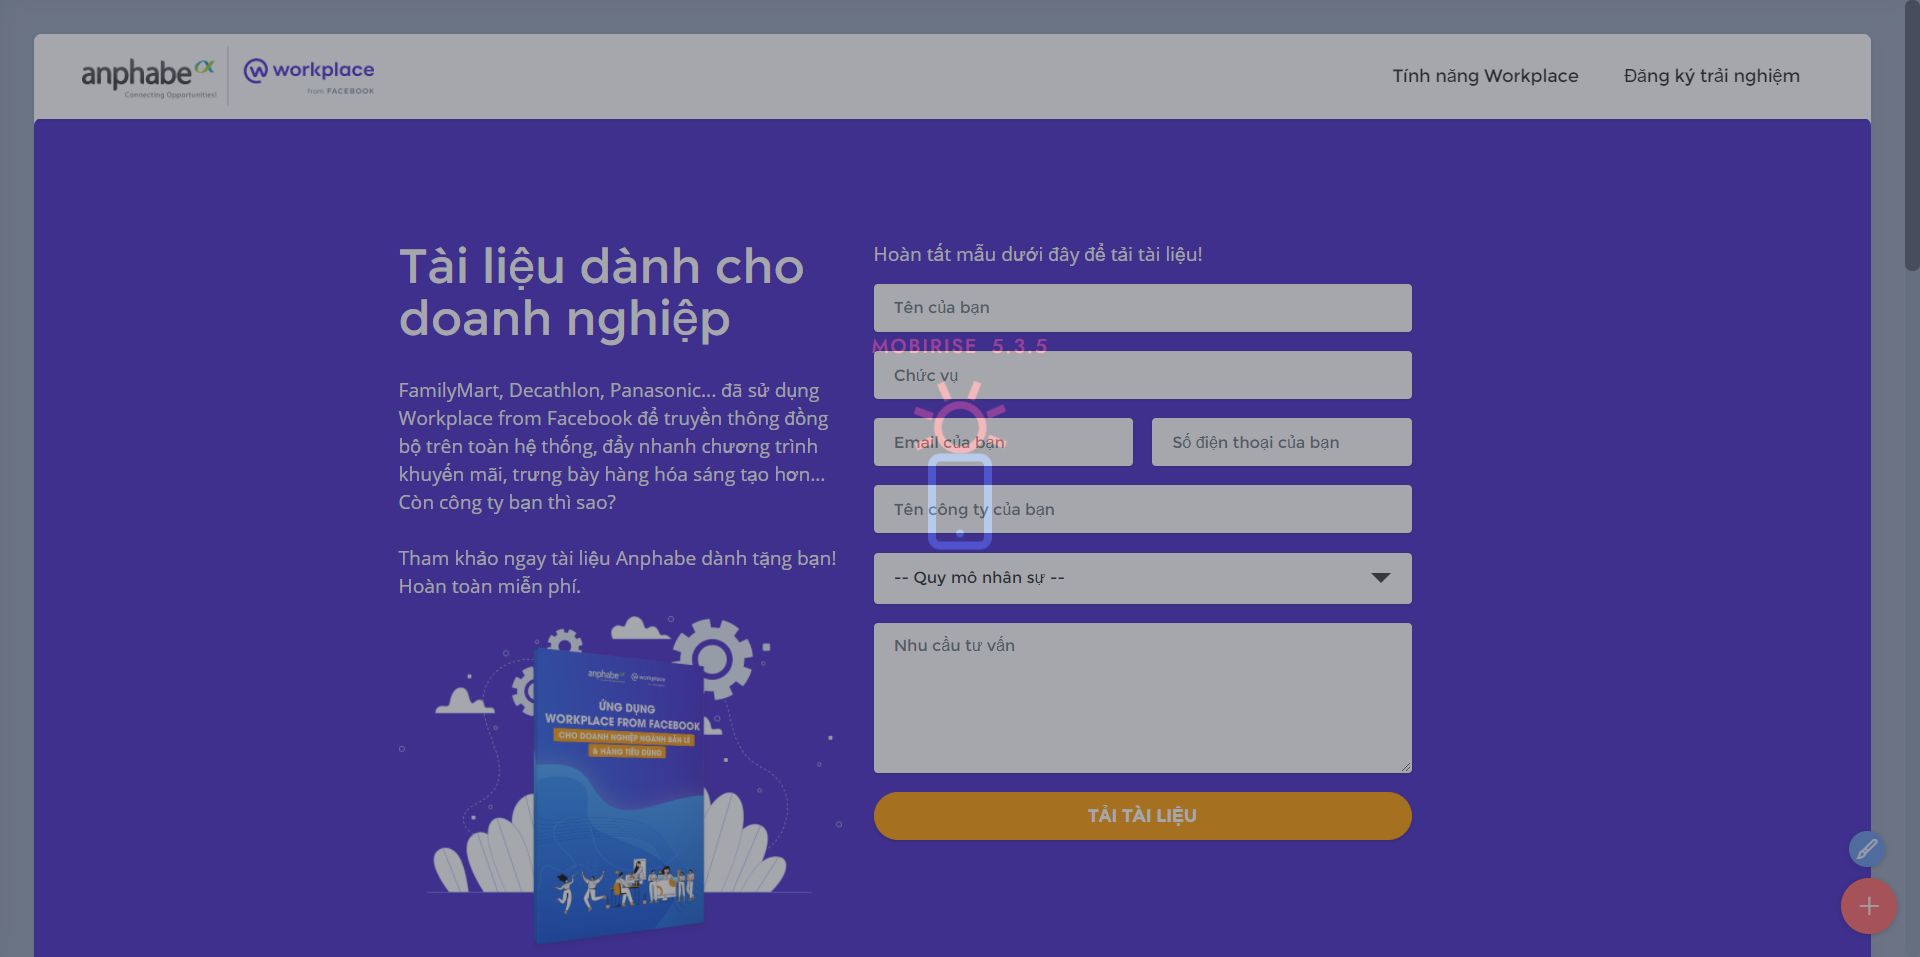 anphabe
Connecting Opportunities!
workplace
from FACEBOOK
Tính năng Workplace
Đăng ký trải nghiệm
Tài liệu dành cho
doanh nghiệp
FamilyMart, Decathlon, Panasonic... đã sử dụng
Workplace from Facebook để truyền thông đồng
bộ trên toàn hệ thống, đẩy nhanh chương trình
khuyến mãi, trưng bày hàng hóa sáng tạo hơn...
Còn công ty bạn thì sao?
Tham khảo ngay tài liệu Anphabe dành tặng bạn!
Hoàn toàn miễn phí.
anphabe workplace
ỨNG DỤNG
WORKPLACE FROM FACEBOOK
CHO DOANH NGHIỆP NGÀNH BÁN LẺ
& HÀNG TIÊU DÙNG
Hoàn tất mẫu dưới đây để tải tài liệu!
Tên của bạn
MOBIRISE 5.3.5
Chức vụ
Email của bạn
Số điện thoại của bạn
Tên công ty của bạn
-- Quy mô nhân sự --
Nhu cầu tư vấn
TẢI TÀI LIỆU